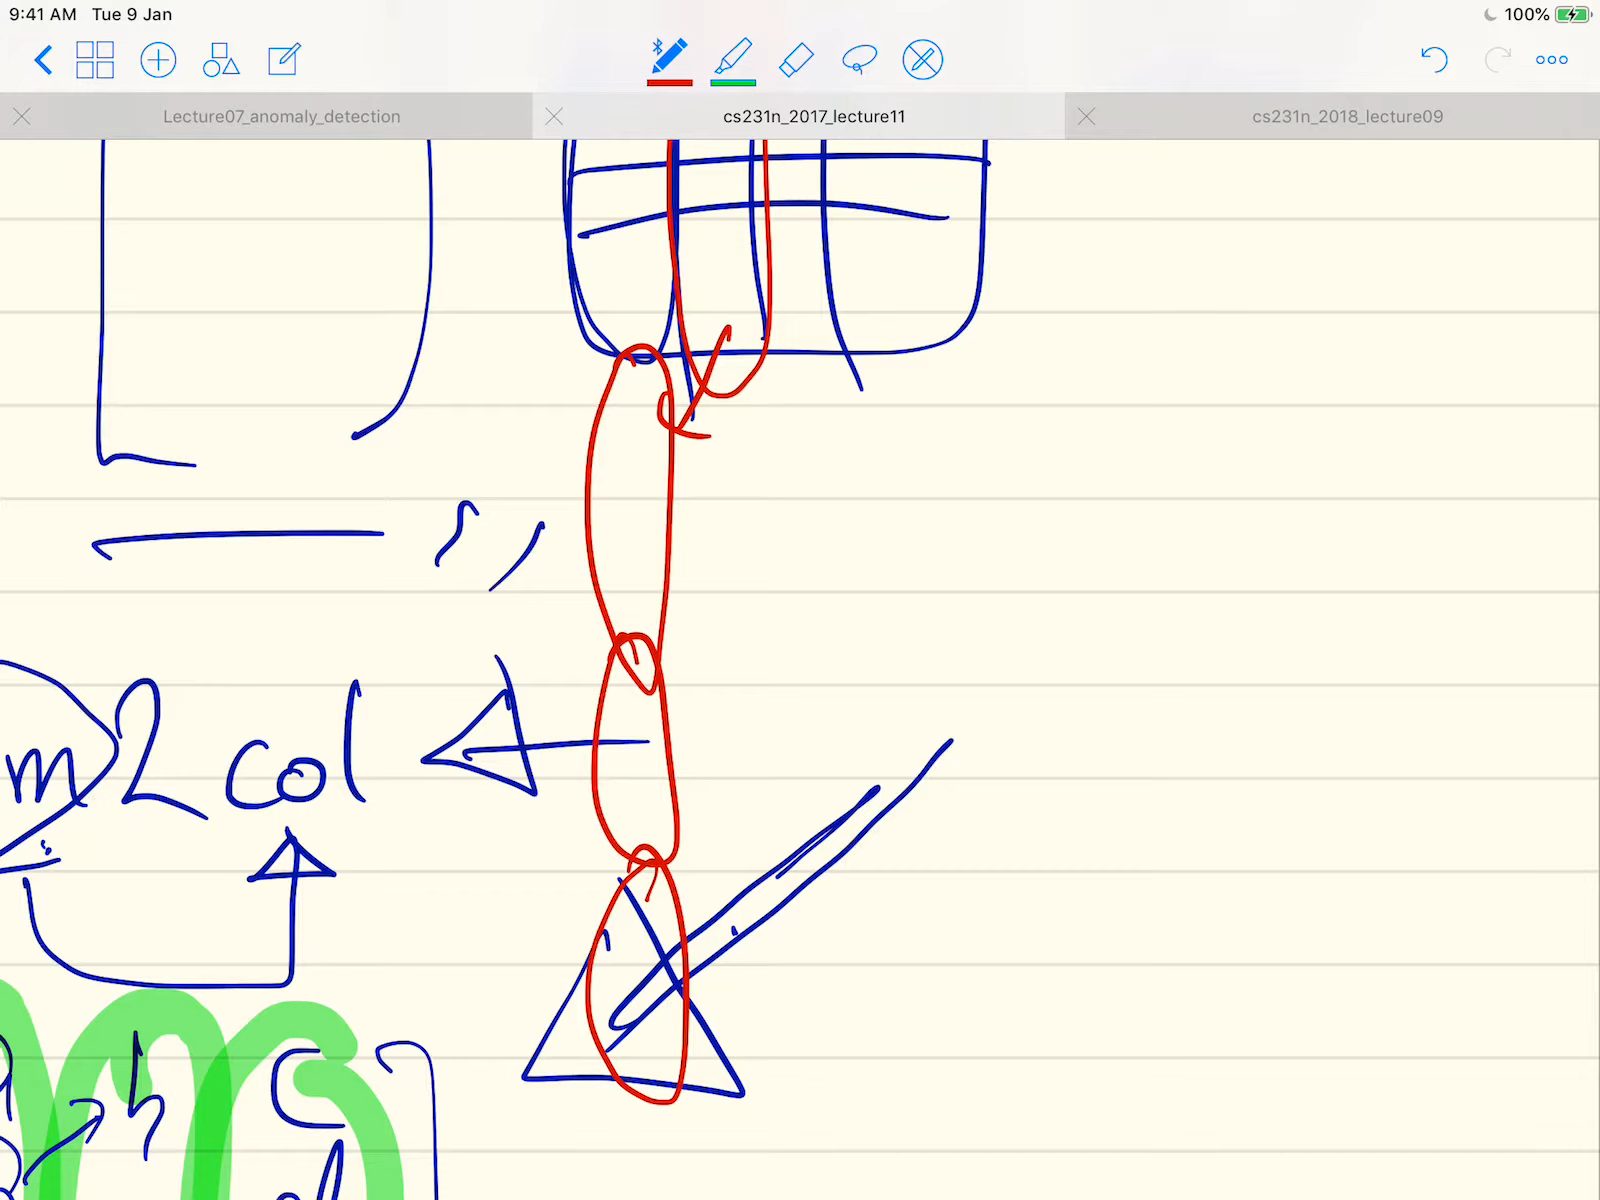 9:41 AM Tue 9 Jan
100%
Lecture07_anomaly_detection
cs231n_2017_lecture11
cs231n_2018_lecture09
m2col